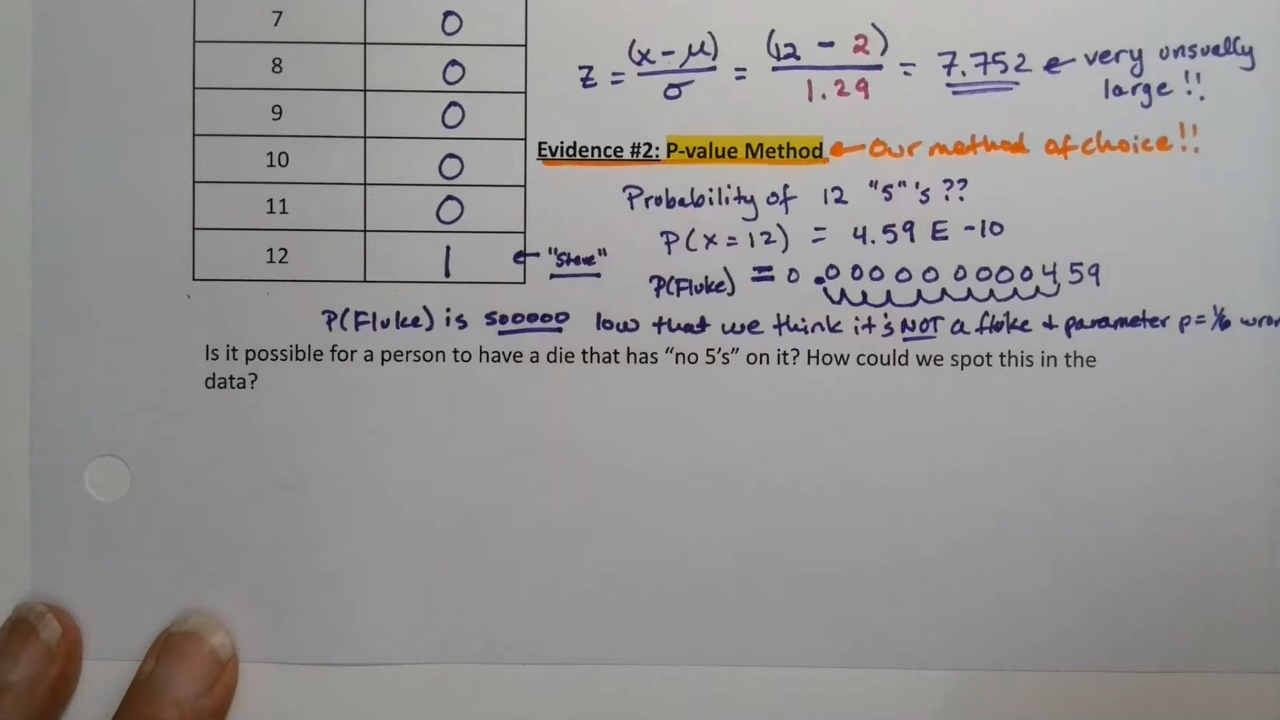 7 0
8 0
9 0
10 0
11 0
12 1 ← "Steve"
z = (x - μ) / σ = (12 - 2) / 1.29 = 7.752 ← very unsually
large !!
Evidence #2: P-value Method ← Our method of choice!!
Probability of 12 "5"'s ??
P(x=12) = 4.59 E -10
P(Fluke) = 0.000000000459
P(Fluke) is sooooo low that we think it's NOT a fluke + parameter p=1/6 wron
Is it possible for a person to have a die that has “no 5’s” on it? How could we spot this in the
data?